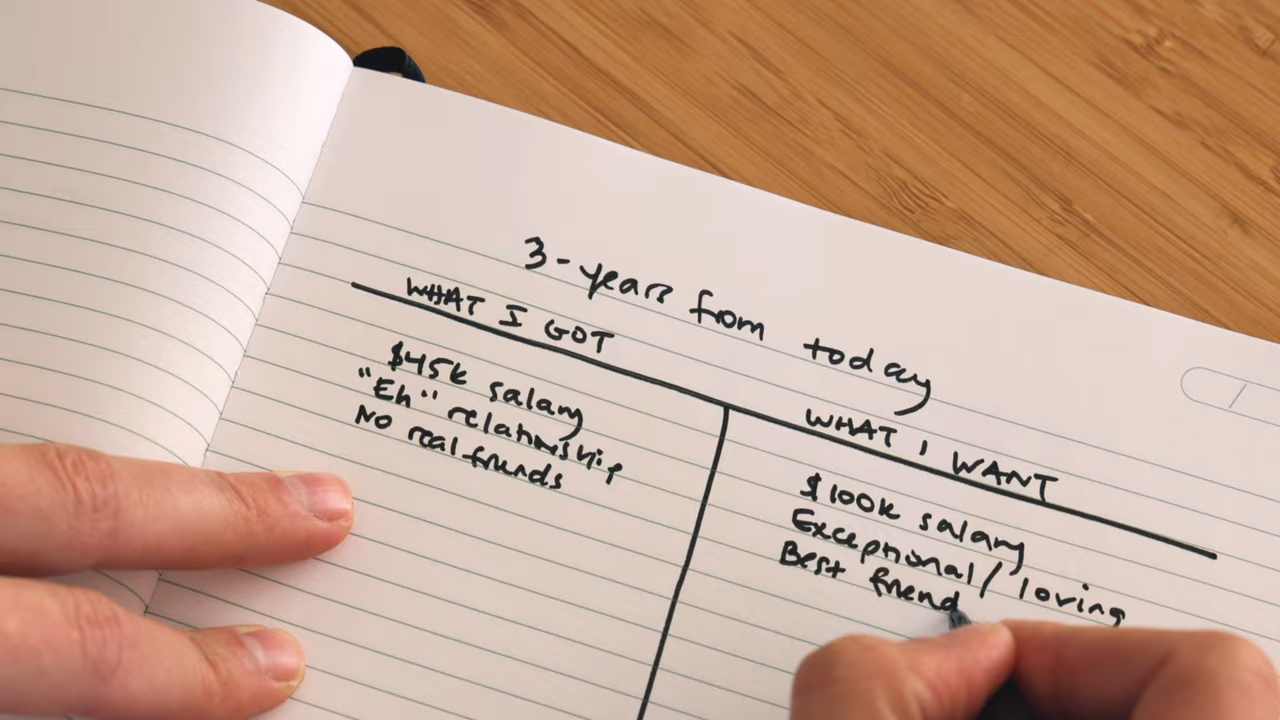 3-years from today
WHAT I GOT
$45k salary
"Eh" relationship
No real friends
WHAT I WANT
$100k salary
Exceptional/loving
Best friend